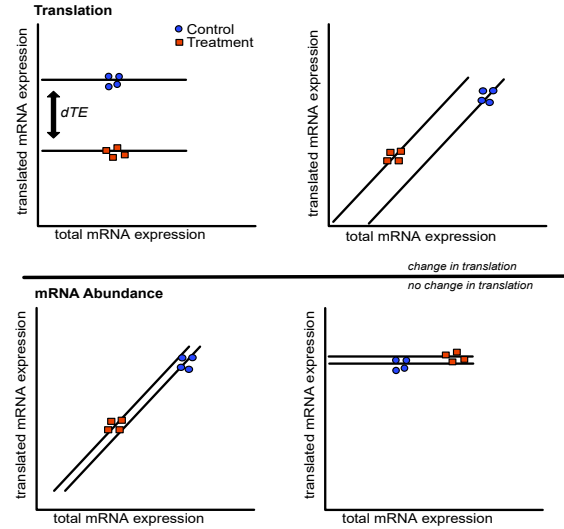 Translation
Control
Treatment
dTE
translated mRNA expression
total mRNA expression
translated mRNA expression
total mRNA expression
change in translation
no change in translation
mRNA Abundance
translated mRNA expression
total mRNA expression
translated mRNA expression
total mRNA expression